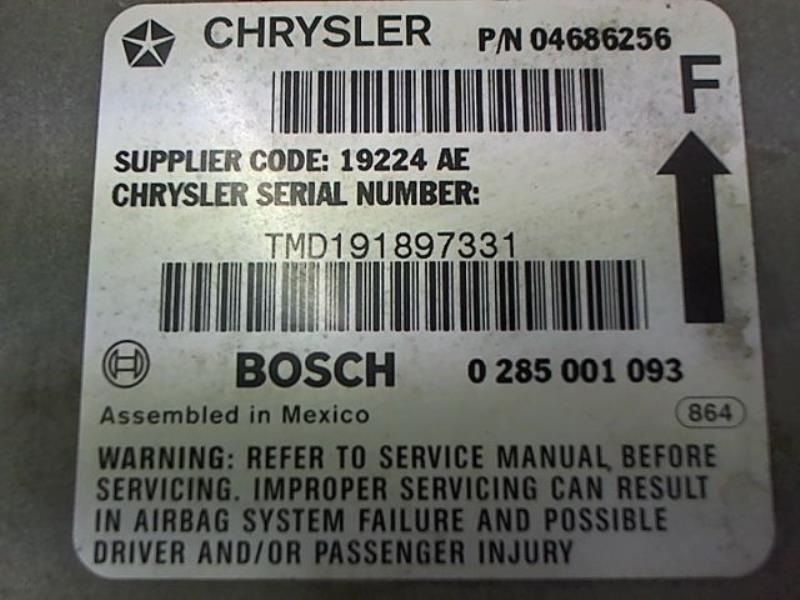 CHRYSLER P/N 04686256
F
SUPPLIER CODE: 19224 AE
CHRYSLER SERIAL NUMBER:
TMD191897331
BOSCH 0 285 001 093
Assembled in Mexico 864
WARNING: REFER TO SERVICE MANUAL, BEFORE
SERVICING. IMPROPER SERVICING CAN RESULT
IN AIRBAG SYSTEM FAILURE AND POSSIBLE
DRIVER AND/OR PASSENGER INJURY